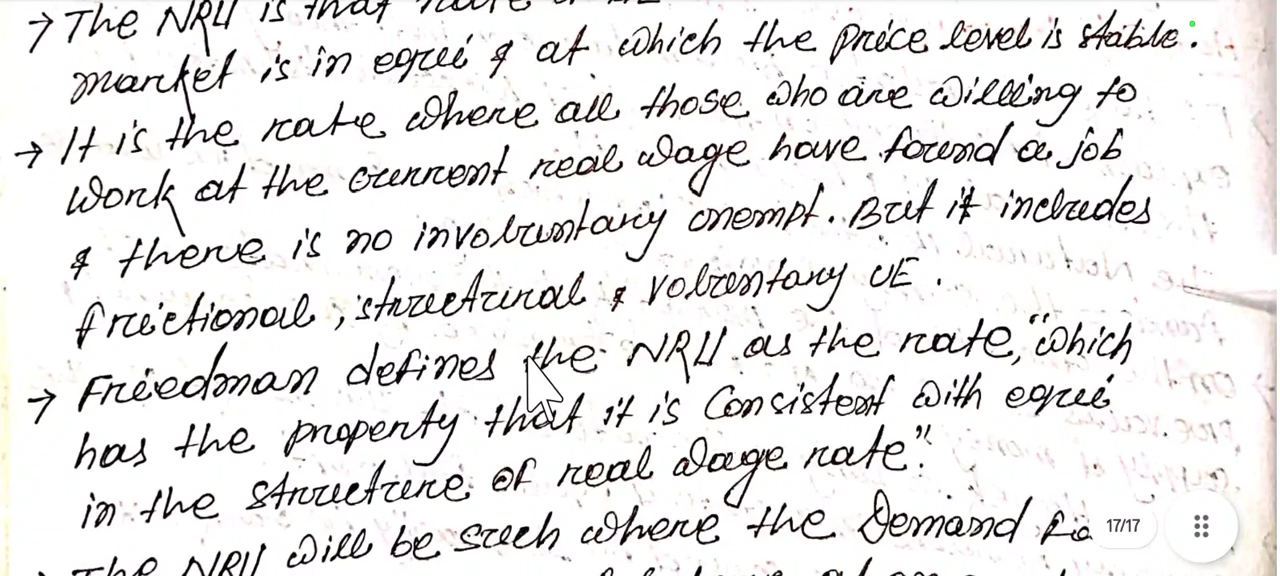 → The NRU is that rate
market is in equi & at which the price level is stable.
→ It is the rate where all those who are willing to
work at the current real wage have found a job
& there is no involuntary unempt. But it includes
frictional, structural & voluntary UE.
→ Friedman defines the NRU as the rate, "which
has the property that it is consistent with equi
in the structure of real wage rate".
The NRU will be such where the Demand
17/17